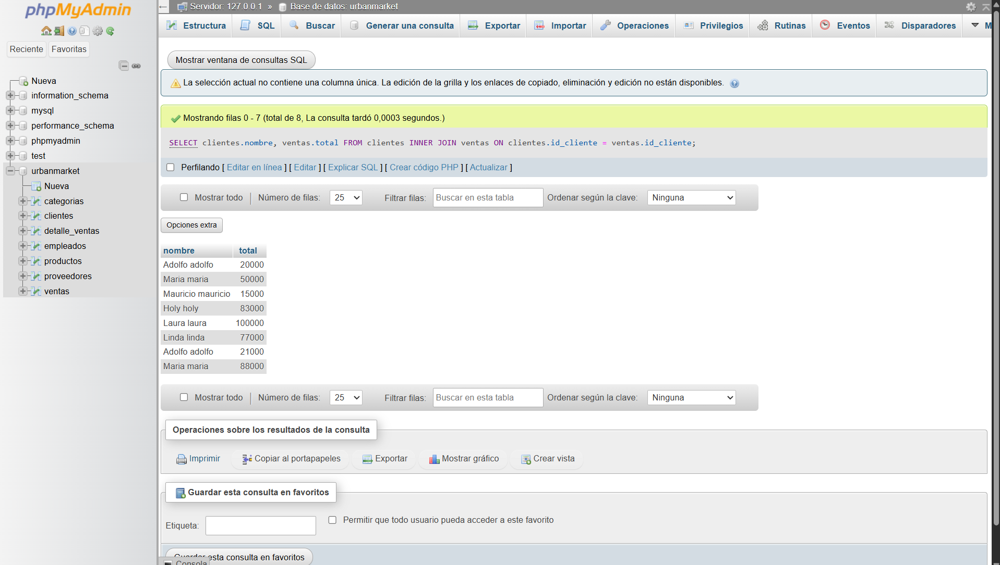 phpMyAdmin
Reciente Favoritas
Nueva
information_schema
mysql
performance_schema
phpmyadmin
test
urbanmarket
Nueva
categorias
clientes
detalle_ventas
empleados
productos
proveedores
ventas
← Servidor: 127.0.0.1 » Base de datos: urbanmarket
Estructura SQL Buscar Generar una consulta Exportar Importar Operaciones Privilegios Rutinas Eventos Disparadores M
Mostrar ventana de consultas SQL
La selección actual no contiene una columna única. La edición de la grilla y los enlaces de copiado, eliminación y edición no están disponibles.
Mostrando filas 0 - 7 (total de 8, La consulta tardó 0,0003 segundos.)
SELECT clientes.nombre, ventas.total FROM clientes INNER JOIN ventas ON clientes.id_cliente = ventas.id_cliente;
Perfilando [ Editar en línea ] [ Editar ] [ Explicar SQL ] [ Crear código PHP ] [ Actualizar ]
Mostrar todo | Número de filas: 25 Filtrar filas: Buscar en esta tabla Ordenar según la clave: Ninguna
Opciones extra
nombre total
Adolfo adolfo 20000
Maria maria 50000
Mauricio mauricio 15000
Holy holy 83000
Laura laura 100000
Linda linda 77000
Adolfo adolfo 21000
Maria maria 88000
Mostrar todo | Número de filas: 25 Filtrar filas: Buscar en esta tabla Ordenar según la clave: Ninguna
Operaciones sobre los resultados de la consulta
Imprimir Copiar al portapapeles Exportar Mostrar gráfico Crear vista
Guardar esta consulta en favoritos
Etiqueta: Permitir que todo usuario pueda acceder a este favorito
Guardar esta consulta en favoritos
Consola